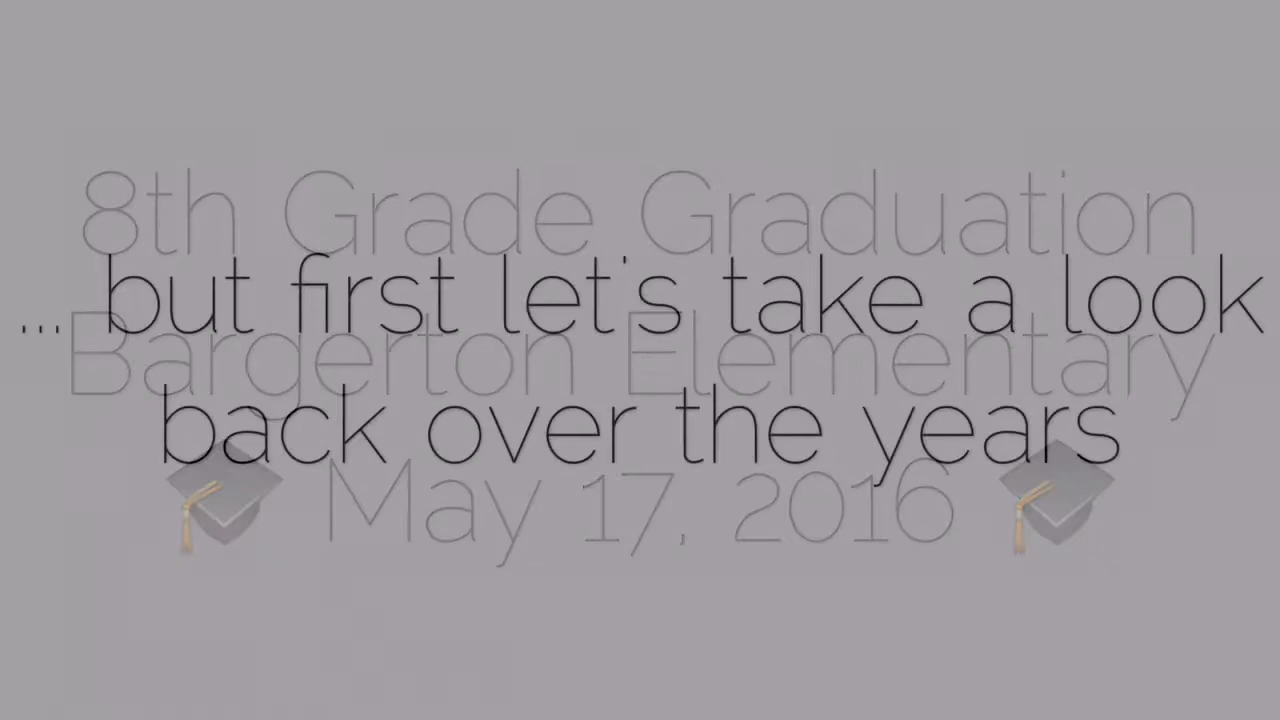 8th Grade Graduation
... but first let's take a look
Bargerton Elementary
back over the years
May 17, 2016